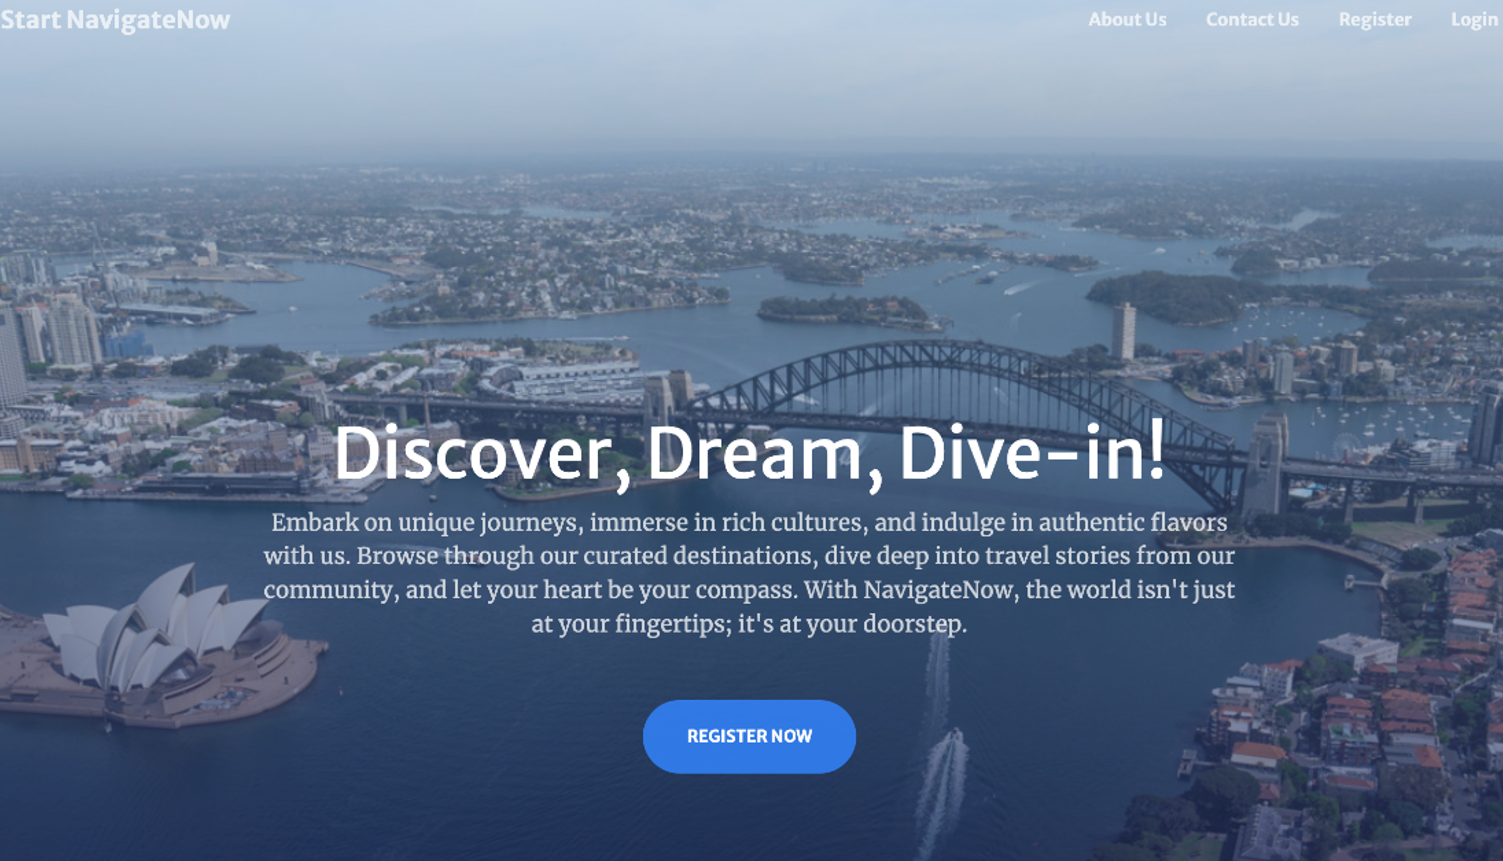 Start NavigateNow
About Us
Contact Us
Register
Login
Discover, Dream, Dive-in!
Embark on unique journeys, immerse in rich cultures, and indulge in authentic flavors
with us. Browse through our curated destinations, dive deep into travel stories from our
community, and let your heart be your compass. With NavigateNow, the world isn't just
at your fingertips; it's at your doorstep.
REGISTER NOW